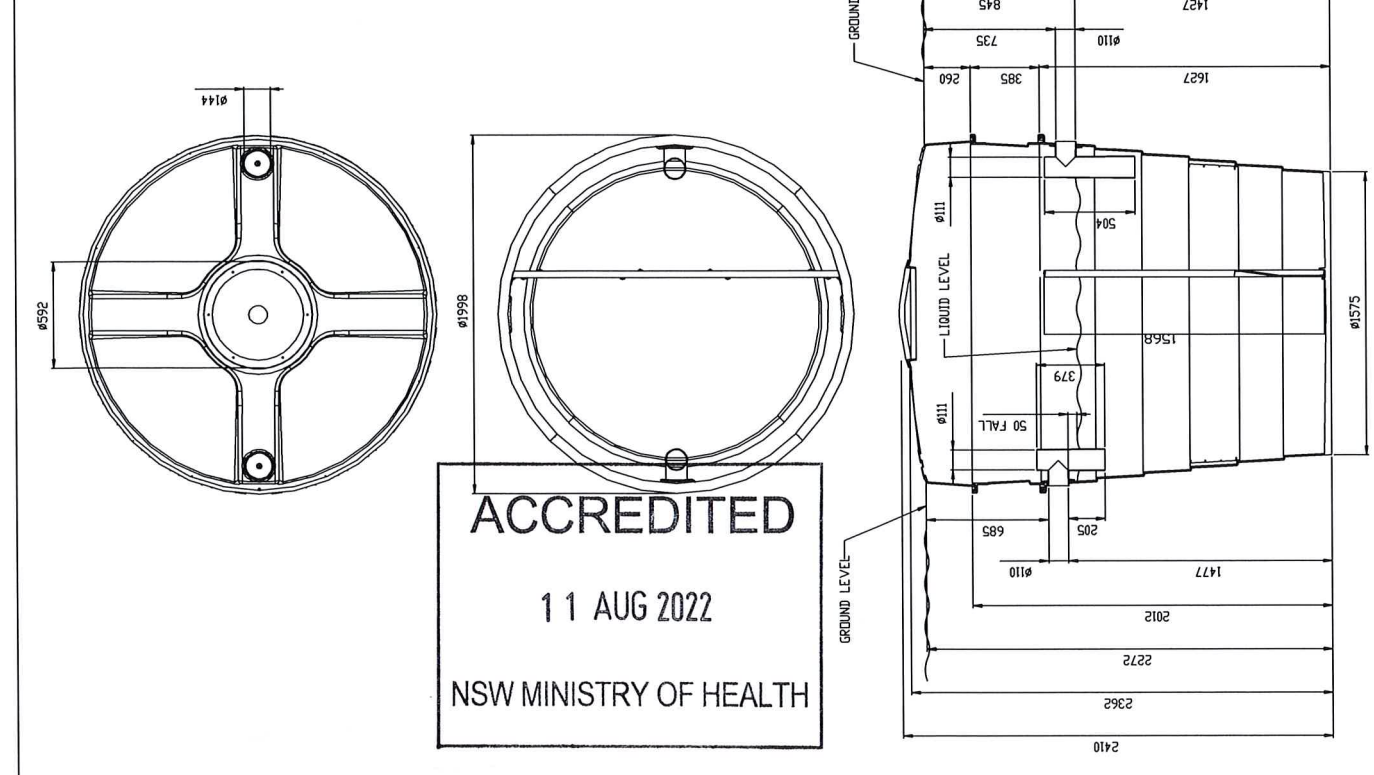 GROUND
845
1427
735
Ø110
260
385
1627
Ø144
Ø592
Ø1998
Ø111
504
LIQUID LEVEL
1568
Ø1575
379
50 FALL
Ø111
685
205
Ø110
1477
GROUND LEVEL
2012
2272
2362
2410
ACCREDITED
11 AUG 2022
NSW MINISTRY OF HEALTH